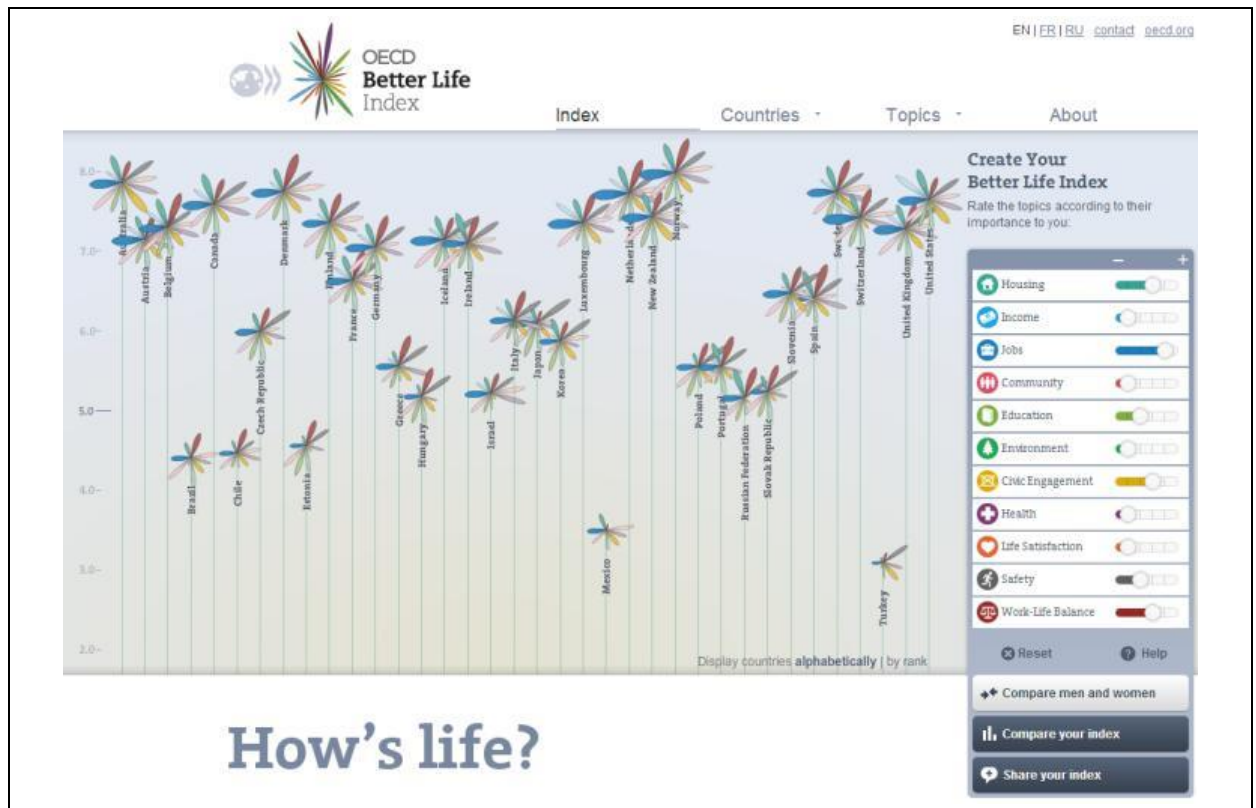 EN | FR | RU contact oecd.org
OECD
Better Life
Index
Index
Countries
Topics
About
8.0
7.0
6.0
5.0
4.0
3.0
2.0
Australia
Austria
Belgium
Brazil
Canada
Chile
Czech Republic
Denmark
Estonia
Finland
France
Germany
Greece
Hungary
Iceland
Ireland
Israel
Italy
Japan
Korea
Luxembourg
Mexico
Netherlands
New Zealand
Norway
Poland
Portugal
Russian Federation
Slovak Republic
Slovenia
Spain
Sweden
Switzerland
Turkey
United Kingdom
United States
Display countries alphabetically | by rank
Create Your
Better Life Index
Rate the topics according to their
importance to you:
− +
Housing
Income
Jobs
Community
Education
Environment
Civic Engagement
Health
Life Satisfaction
Safety
Work-Life Balance
Reset
? Help
Compare men and women
Compare your index
Share your index
How's life?